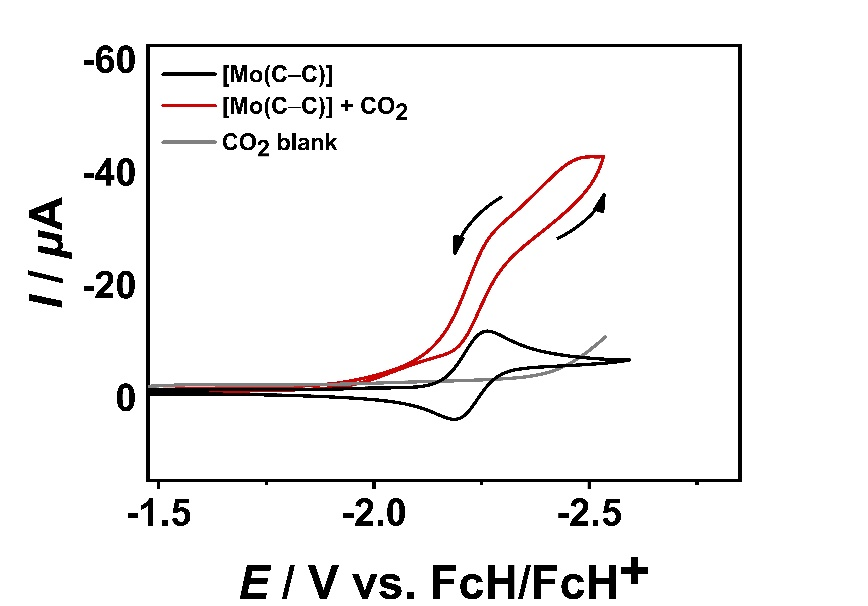 -60
-40
-20
0
I / µA
[Mo(C–C)]
[Mo(C–C)] + CO2
CO2 blank
-1.5 -2.0 -2.5
E / V vs. FcH/FcH+